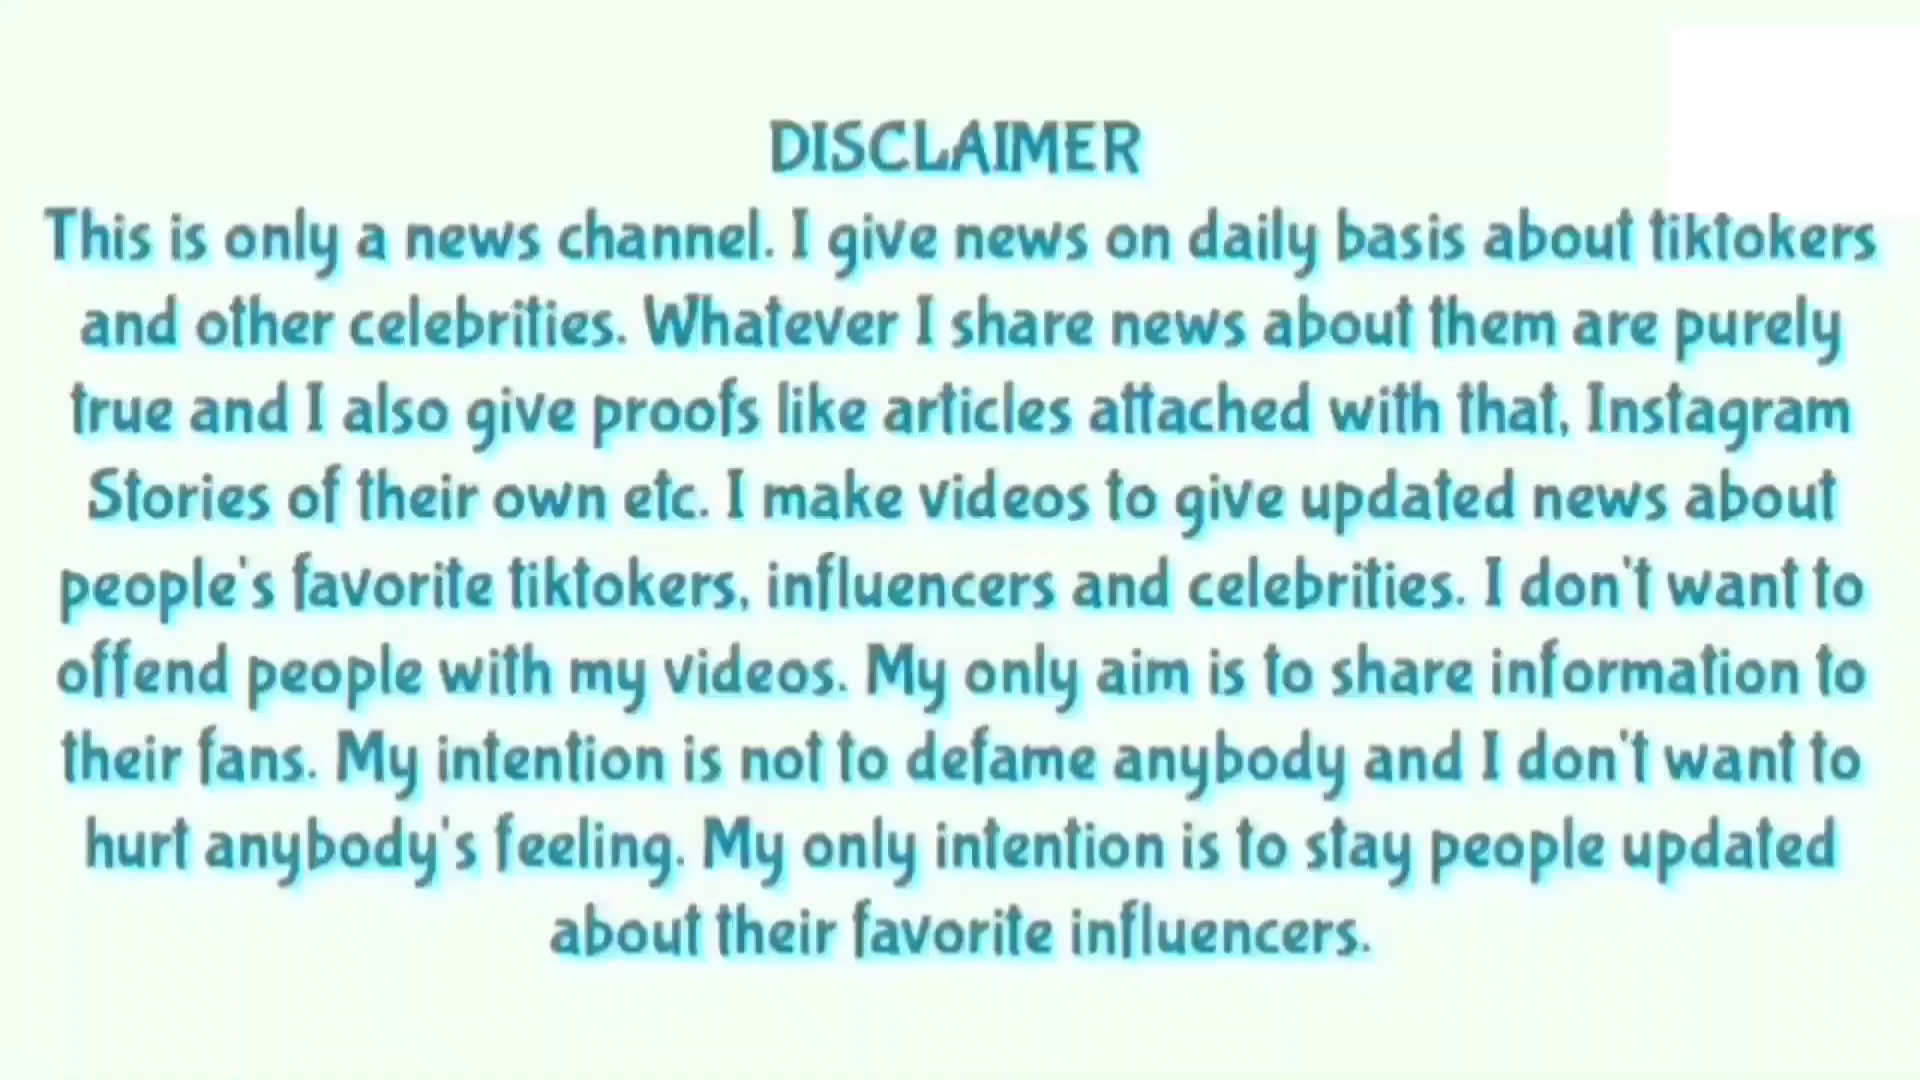 DISCLAIMER
This is only a news channel. I give news on daily basis about tiktokers
and other celebrities. Whatever I share news about them are purely
true and I also give proofs like articles attached with that, Instagram
Stories of their own etc. I make videos to give updated news about
people's favorite tiktokers, influencers and celebrities. I don't want to
offend people with my videos. My only aim is to share information to
their fans. My intention is not to defame anybody and I don't want to
hurt anybody's feeling. My only intention is to stay people updated
about their favorite influencers.